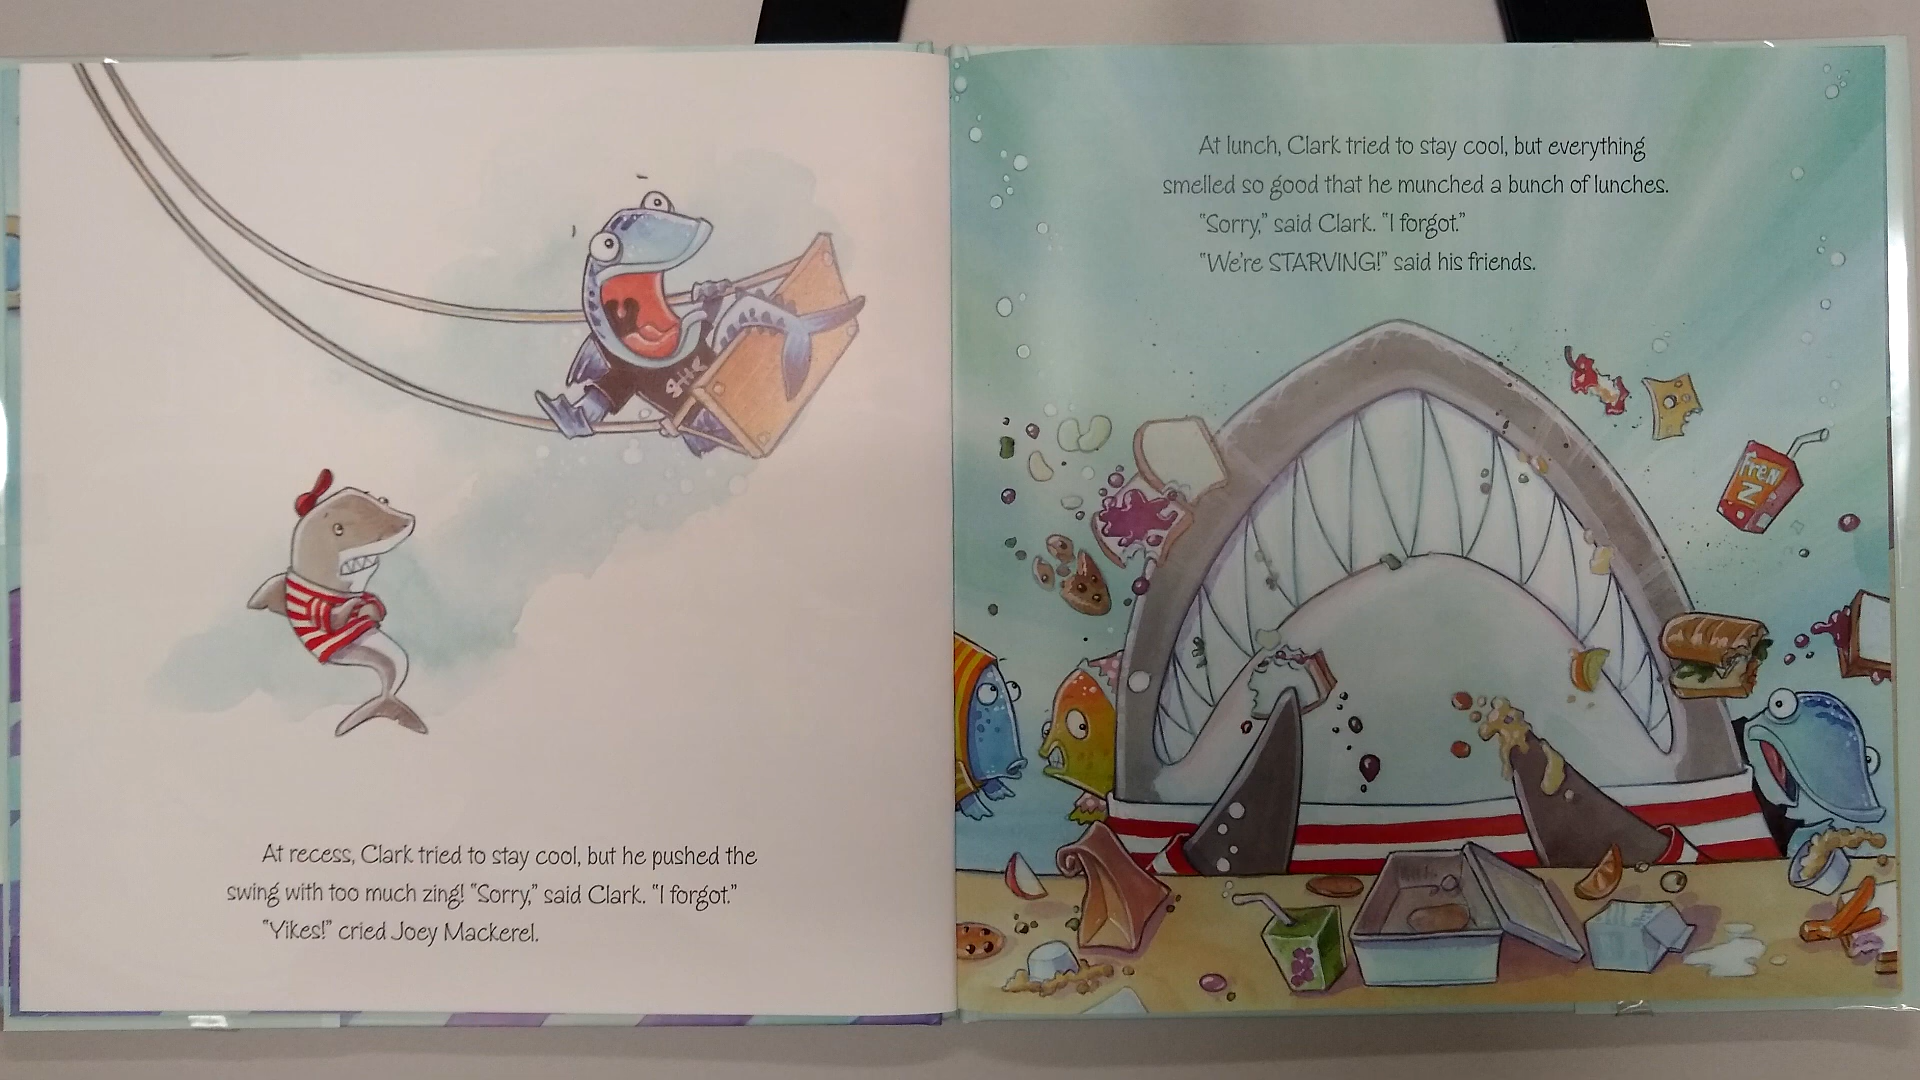 At recess, Clark tried to stay cool, but he pushed the
swing with too much zing! “Sorry,” said Clark. “I forgot.”
“Yikes!” cried Joey Mackerel.
At lunch, Clark tried to stay cool, but everything
smelled so good that he munched a bunch of lunches.
“Sorry,” said Clark. “I forgot.”
“We’re STARVING!” said his friends.